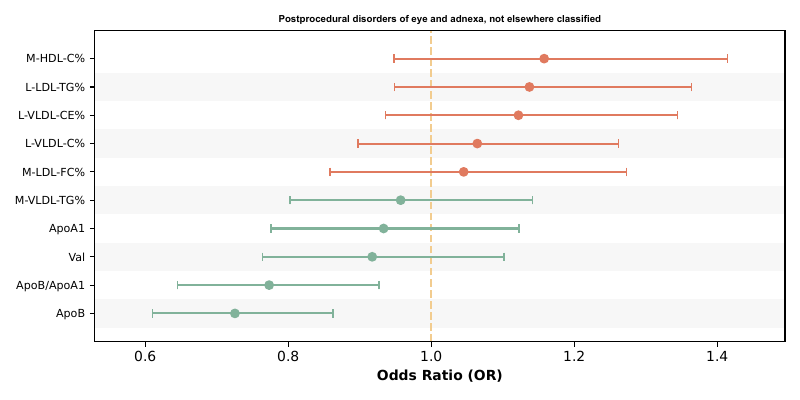 Postprocedural disorders of eye and adnexa, not elsewhere classified
M-HDL-C%
L-LDL-TG%
L-VLDL-CE%
L-VLDL-C%
M-LDL-FC%
M-VLDL-TG%
ApoA1
Val
ApoB/ApoA1
ApoB
0.6 0.8 1.0 1.2 1.4
Odds Ratio (OR)